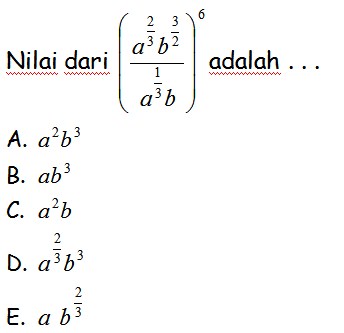 Nilai dari \left( \frac{a^{\frac{2}{3}} b^{\frac{3}{2}}}{a^{\frac{1}{3}} b} \right)^6 adalah . . .
A. a^2b^3
B. ab^3
C. a^2b
D. a^{\frac{2}{3}}b^3
E. a b^{\frac{2}{3}}